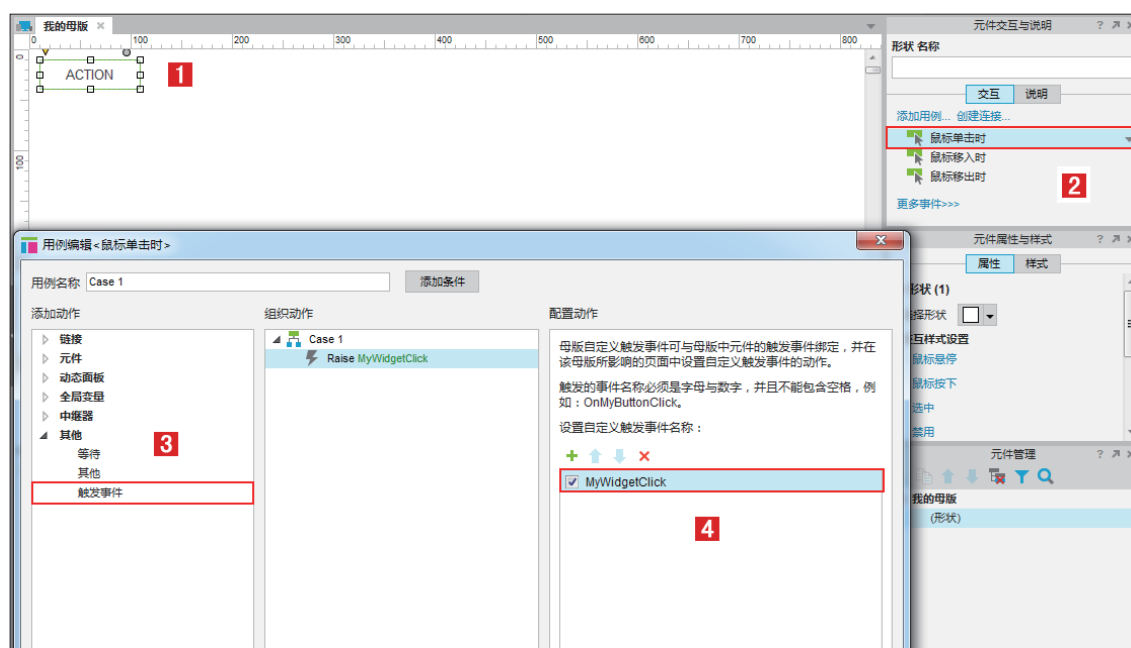 我的母版
元件交互与说明
0 100 200 300 400 500 600 700 800
形状 名称
0
ACTION
1
交互 说明
添加用例... 创建连接...
鼠标单击时
鼠标移入时
鼠标移出时
2
100
更多事件>>>
用例编辑<鼠标单击时>
元件属性与样式
属性 样式
用例名称 Case 1 添加条件
形状 (1)
添加动作 组织动作 配置动作
选择形状
链接
元件
动态面板
全局变量
中继器
其他
等待
其他
触发事件
3
Case 1
Raise MyWidgetClick
母版自定义触发事件可与母版中元件的触发事件绑定，并在
该母版所影响的页面中设置自定义触发事件的动作。
触发的事件名称必须是字母与数字，并且不能包含空格，例
如：OnMyButtonClick。
设置自定义触发事件名称：
MyWidgetClick
4
交互样式设置
鼠标悬停
鼠标按下
选中
禁用
元件管理
我的母版
(形状)